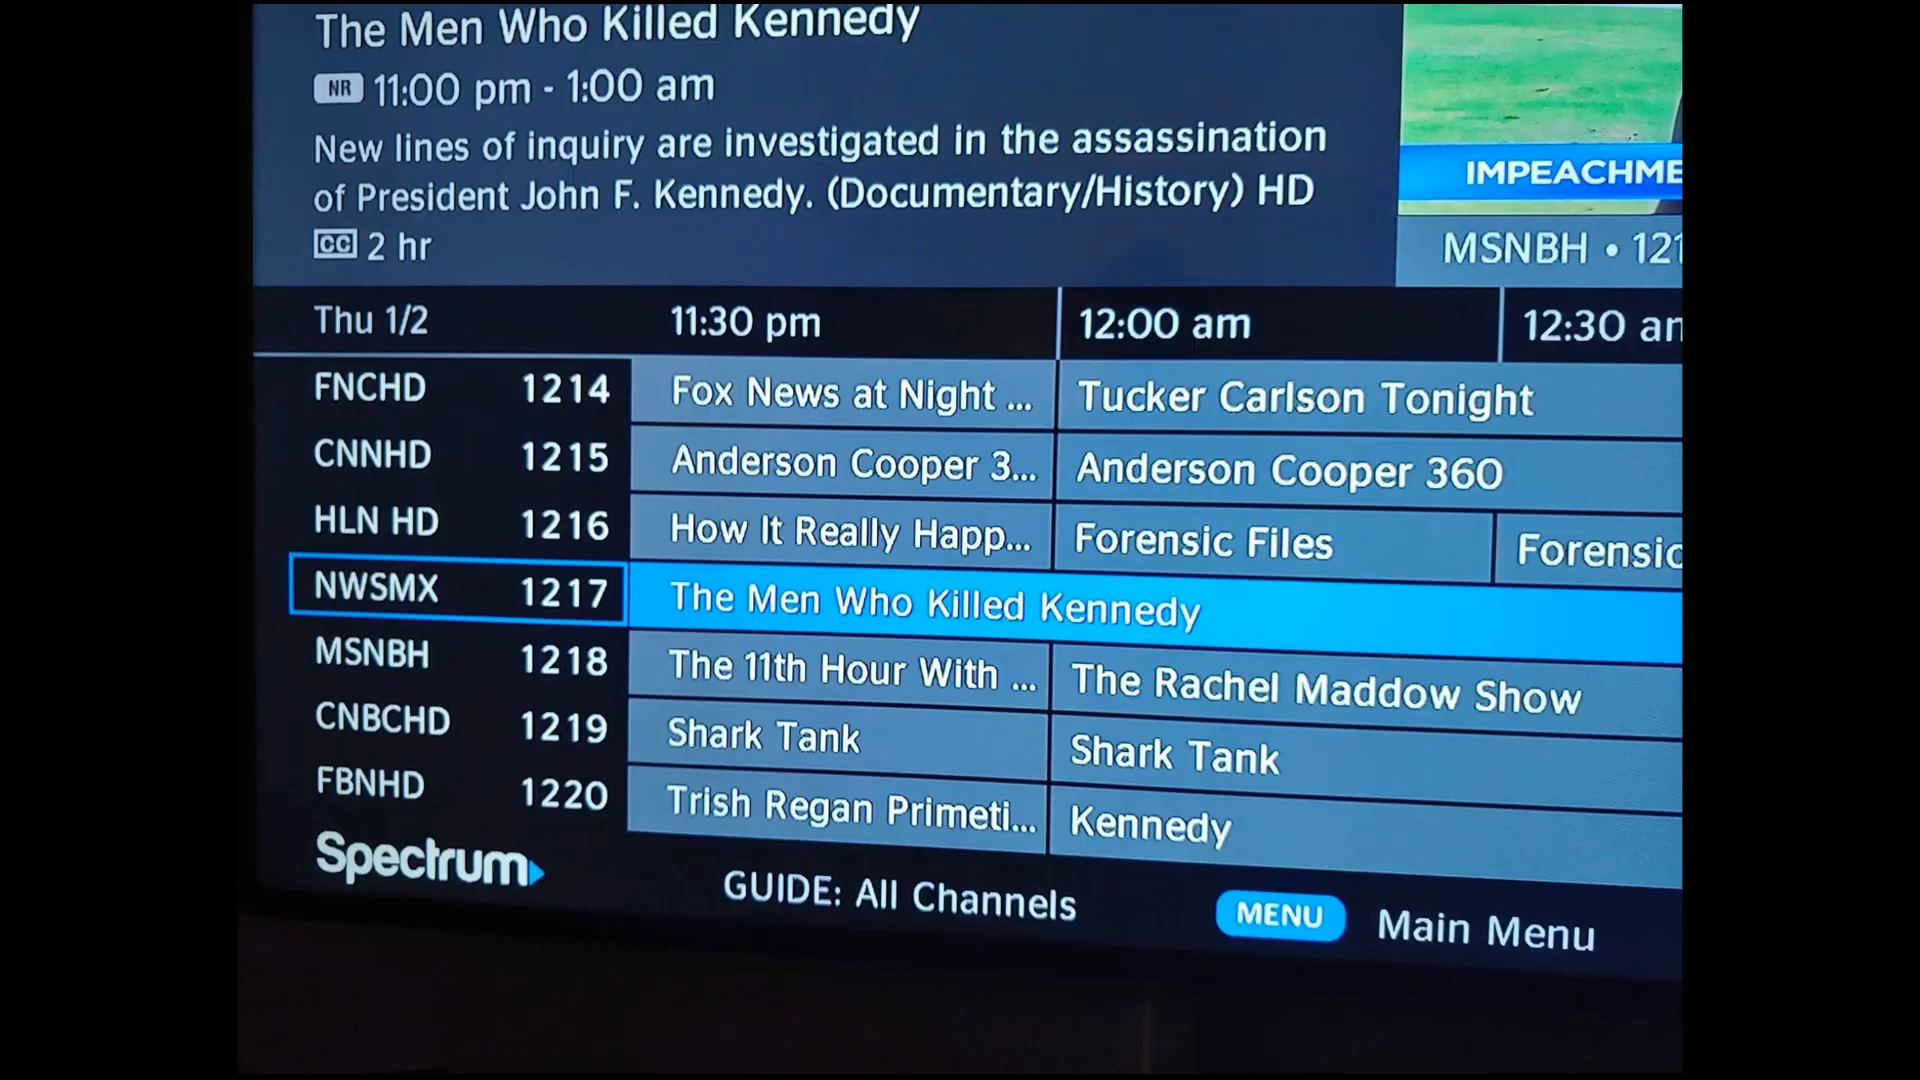 The Men Who Killed Kennedy
NR 11:00 pm - 1:00 am
New lines of inquiry are investigated in the assassination
of President John F. Kennedy. (Documentary/History) HD
CC 2 hr
IMPEACHME
MSNBH • 121
Thu 1/2 11:30 pm 12:00 am 12:30 am
FNCHD 1214 Fox News at Night ... Tucker Carlson Tonight
CNNHD 1215 Anderson Cooper 3... Anderson Cooper 360
HLN HD 1216 How It Really Happ... Forensic Files Forensic
NWSMX 1217 The Men Who Killed Kennedy
MSNBH 1218 The 11th Hour With ... The Rachel Maddow Show
CNBCHD 1219 Shark Tank Shark Tank
FBNHD 1220 Trish Regan Primeti... Kennedy
Spectrum
GUIDE: All Channels MENU Main Menu